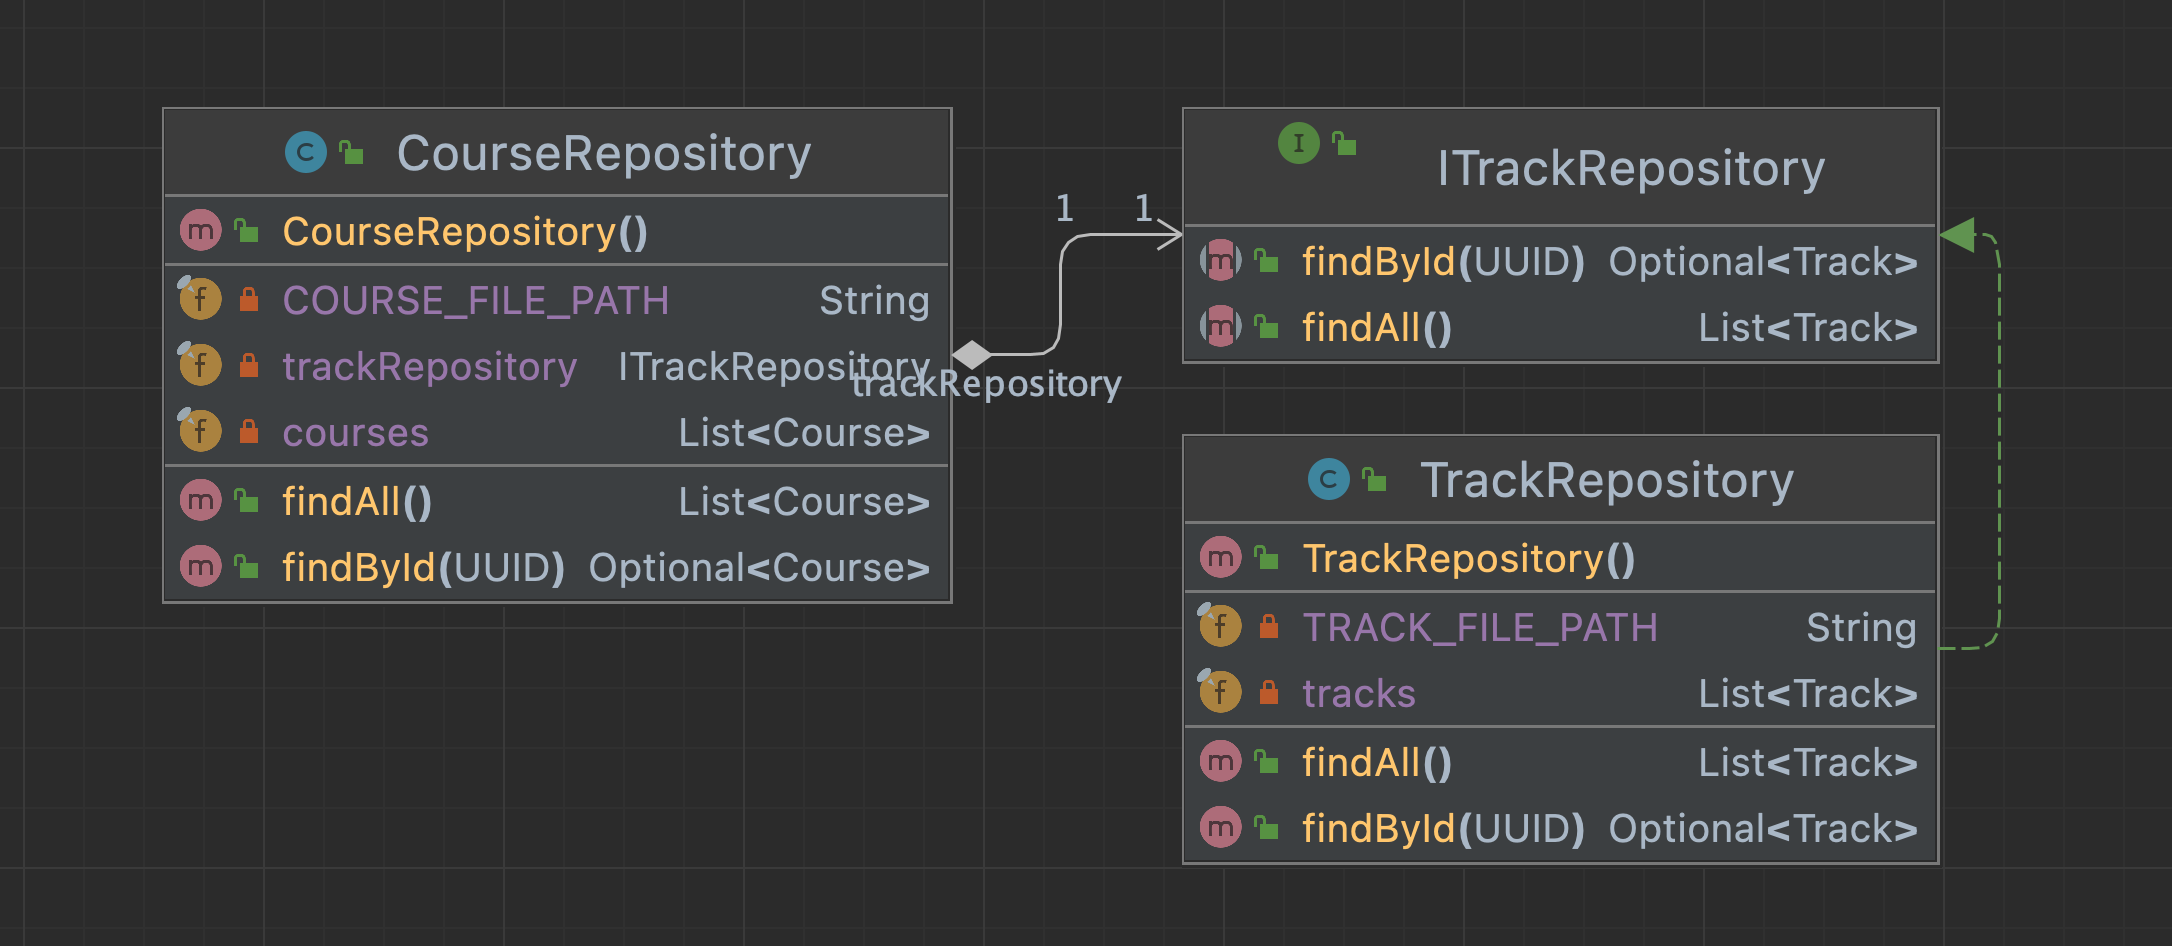 C CourseRepository
m CourseRepository()
f COURSE_FILE_PATH String
f trackRepository ITrackRepository
f courses List<Course>
m findAll() List<Course>
m findById(UUID) Optional<Course>
1 1
trackRepository
I ITrackRepository
m findById(UUID) Optional<Track>
m findAll() List<Track>
C TrackRepository
m TrackRepository()
f TRACK_FILE_PATH String
f tracks List<Track>
m findAll() List<Track>
m findById(UUID) Optional<Track>